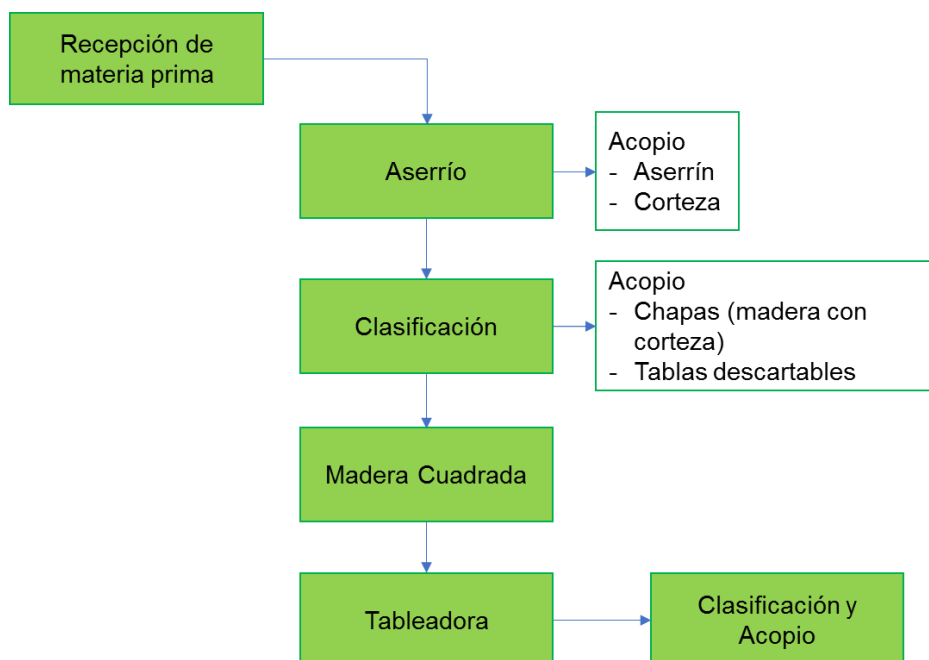 Recepción de
materia prima
Aserrío
Acopio
- Aserrín
- Corteza
Clasificación
Acopio
- Chapas (madera con
corteza)
- Tablas descartables
Madera Cuadrada
Tableadora
Clasificación y
Acopio